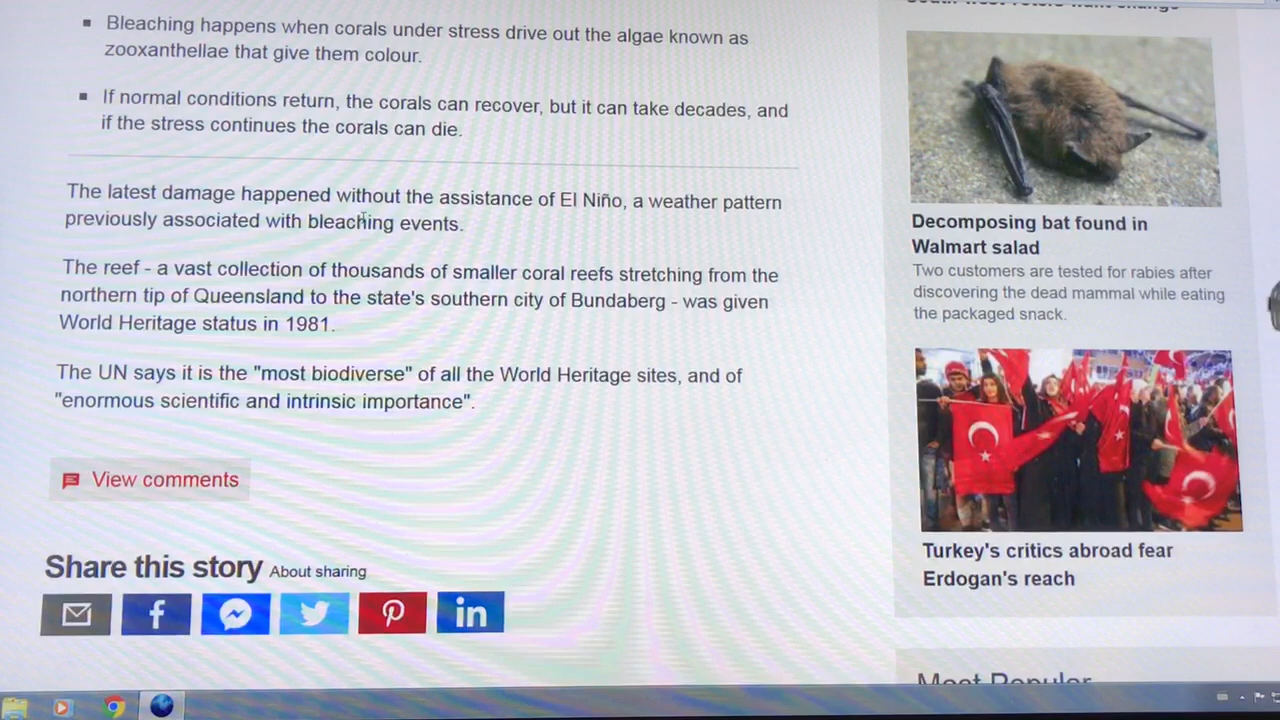 Bleaching happens when corals under stress drive out the algae known as
zooxanthellae that give them colour.
If normal conditions return, the corals can recover, but it can take decades, and
if the stress continues the corals can die.
The latest damage happened without the assistance of El Niño, a weather pattern
previously associated with bleaching events.
The reef - a vast collection of thousands of smaller coral reefs stretching from the
northern tip of Queensland to the state's southern city of Bundaberg - was given
World Heritage status in 1981.
The UN says it is the "most biodiverse" of all the World Heritage sites, and of
"enormous scientific and intrinsic importance".
View comments
Share this story About sharing
f
in
Decomposing bat found in
Walmart salad
Two customers are tested for rabies after
discovering the dead mammal while eating
the packaged snack.
Turkey's critics abroad fear
Erdogan's reach
Most Popular